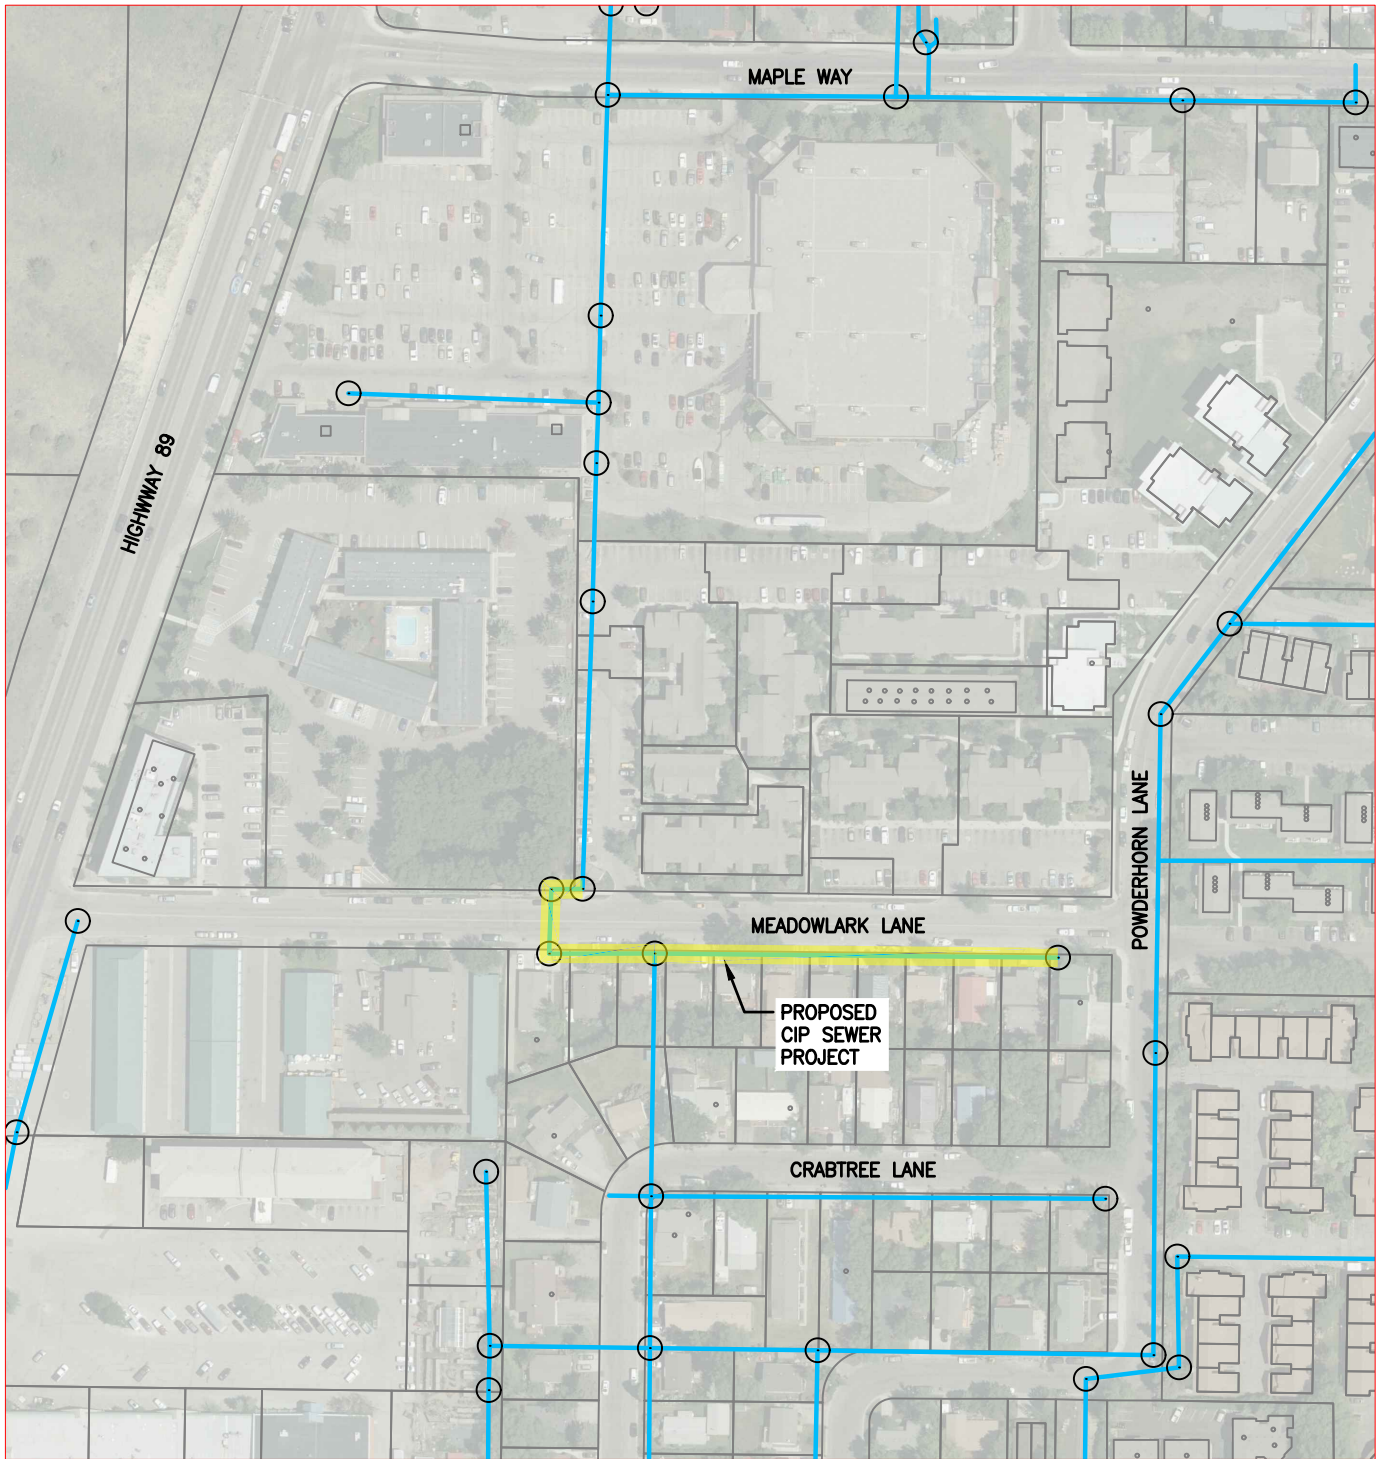 MAPLE WAY
HIGHWAY 89
POWDERHORN LANE
MEADOWLARK LANE
PROPOSED
CIP SEWER
PROJECT
CRABTREE LANE